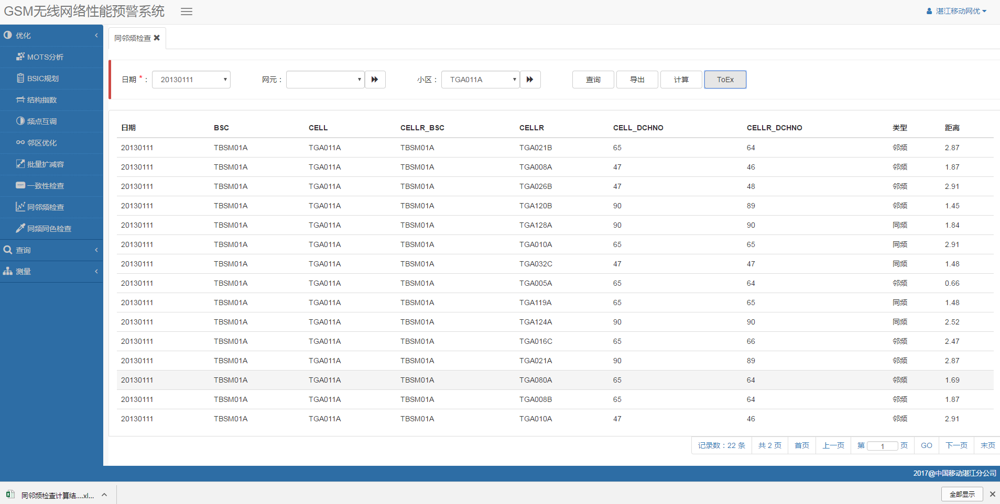 GSM无线网络性能预警系统
湛江移动网优
优化
MOTS分析
BSIC规划
结构指数
频点互调
邻区优化
批量扩减容
一致性检查
同邻频检查
同频同色检查
查询
测量
同邻频检查
日期 * : 20130111 网元 : 小区 : TGA011A 查询 导出 计算 ToEx
日期 BSC CELL CELLR_BSC CELLR CELL_DCHNO CELLR_DCHNO 类型 距离
20130111 TBSM01A TGA011A TBSM01A TGA021B 65 64 邻频 2.87
20130111 TBSM01A TGA011A TBSM01A TGA008A 47 46 邻频 1.87
20130111 TBSM01A TGA011A TBSM01A TGA026B 47 48 邻频 2.91
20130111 TBSM01A TGA011A TBSM01A TGA120B 90 89 邻频 1.45
20130111 TBSM01A TGA011A TBSM01A TGA128A 90 90 同频 1.84
20130111 TBSM01A TGA011A TBSM01A TGA010A 65 65 同频 2.91
20130111 TBSM01A TGA011A TBSM01A TGA032C 47 47 同频 1.48
20130111 TBSM01A TGA011A TBSM01A TGA005A 65 64 邻频 0.66
20130111 TBSM01A TGA011A TBSM01A TGA119A 65 65 同频 1.48
20130111 TBSM01A TGA011A TBSM01A TGA124A 90 90 同频 2.52
20130111 TBSM01A TGA011A TBSM01A TGA016C 65 66 邻频 2.47
20130111 TBSM01A TGA011A TBSM01A TGA021A 90 89 邻频 2.87
20130111 TBSM01A TGA011A TBSM01A TGA080A 65 64 邻频 1.69
20130111 TBSM01A TGA011A TBSM01A TGA008B 65 64 邻频 1.87
20130111 TBSM01A TGA011A TBSM01A TGA010A 47 46 邻频 2.91
记录数 : 22 条 共 2 页 首页 上一页 第 1 页 GO 下一页 末页
2017@中国移动湛江分公司
同邻频检查计算结....xl... 全部显示